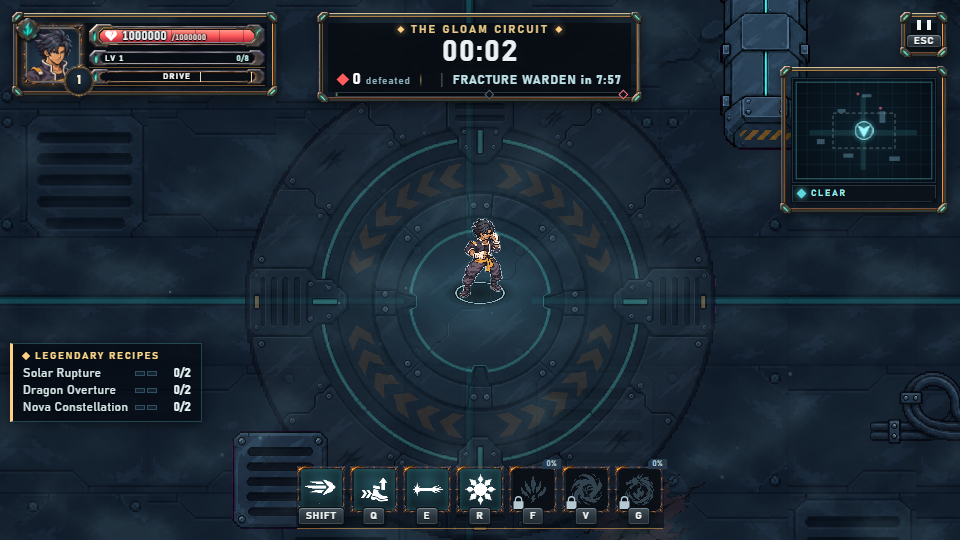 1000000 /1000000
LV 1 0/8
DRIVE
1
THE GLOAM CIRCUIT
00:02
0 defeated FRACTURE WARDEN in 7:57
ESC
CLEAR
LEGENDARY RECIPES
Solar Rupture 0/2
Dragon Overture 0/2
Nova Constellation 0/2
0% 0%
SHIFT Q E R F V G